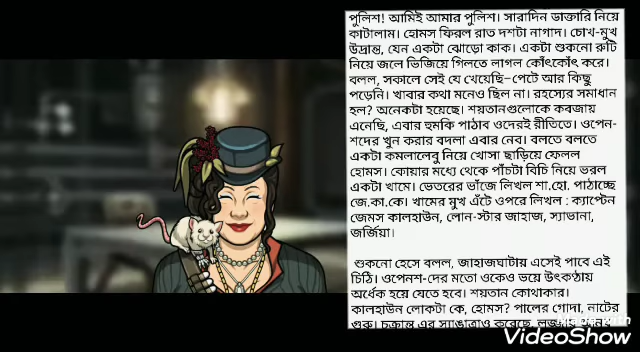 পুলিশ! আমিই আমার পুলিশ। সারাদিন ডাক্তারি নিয়ে
কাটালাম। হোমস ফিরল রাত দশটা নাগাদ। চোখ-মুখ
উদ্ভ্রান্ত, যেন একটা ঝোড়ো কাক। একটা শুকনো রুটি
নিয়ে জলে ভিজিয়ে গিলতে লাগল কোঁৎকোঁৎ করে।
বলল, সকালে সেই যে খেয়েছি–পেটে আর কিছু
পড়েনি। খাবার কথা মনেও ছিল না। রহস্যের সমাধান
হল? অনেকটা হয়েছে। শয়তানগুলোকে কবজায়
এনেছি, এবার হুমকি পাঠাব ওদেরই রীতিতে। ওপেন-
শদের খুন করার বদলা এবার নেব। বলতে বলতে
একটা কমলালেবু নিয়ে খোসা ছাড়িয়ে ফেলল
হোমস। কোয়ার মধ্যে থেকে পাঁচটা বিচি নিয়ে ভরল
একটা খামে। ভেতরের ভাঁজে লিখল শা.হো. পাঠাচ্ছে
জে.কা.কে। খামের মুখ এঁটে ওপরে লিখল : ক্যাপ্টেন
জেমস কালহাউন, লোন-স্টার জাহাজ, স্যাভানা,
জর্জিয়া।
শুকনো হেসে বলল, জাহাজঘাটায় এসেই পাবে এই
চিঠি। ওপেনশ-দের মতো ওকেও ভয়ে উৎকণ্ঠায়
অর্ধেক হয়ে যেতে হবে। শয়তান কোথাকার।
কালহাউন লোকটা কে, হোমস? পালের গোদা, নাটের
গুরু। চক্রান্ত এর সাঙাতরাও করেছে,
VideoShow